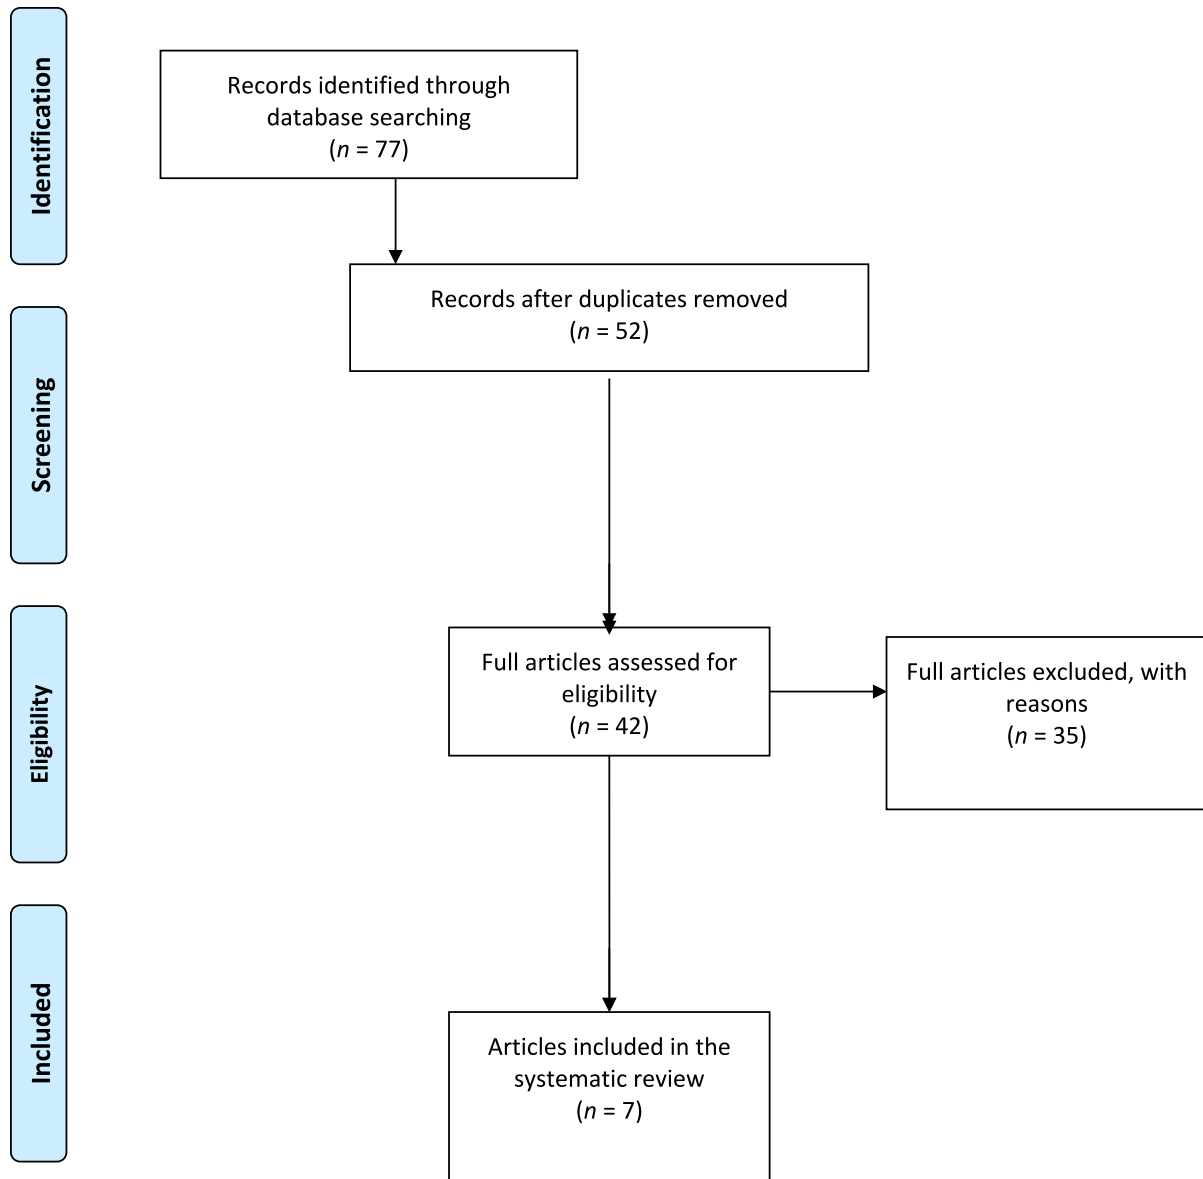 Identification
Records identified through
database searching
(n = 77)
Records after duplicates removed
(n = 52)
Screening
Eligibility
Full articles assessed for
eligibility
(n = 42)
Full articles excluded, with
reasons
(n = 35)
Included
Articles included in the
systematic review
(n = 7)